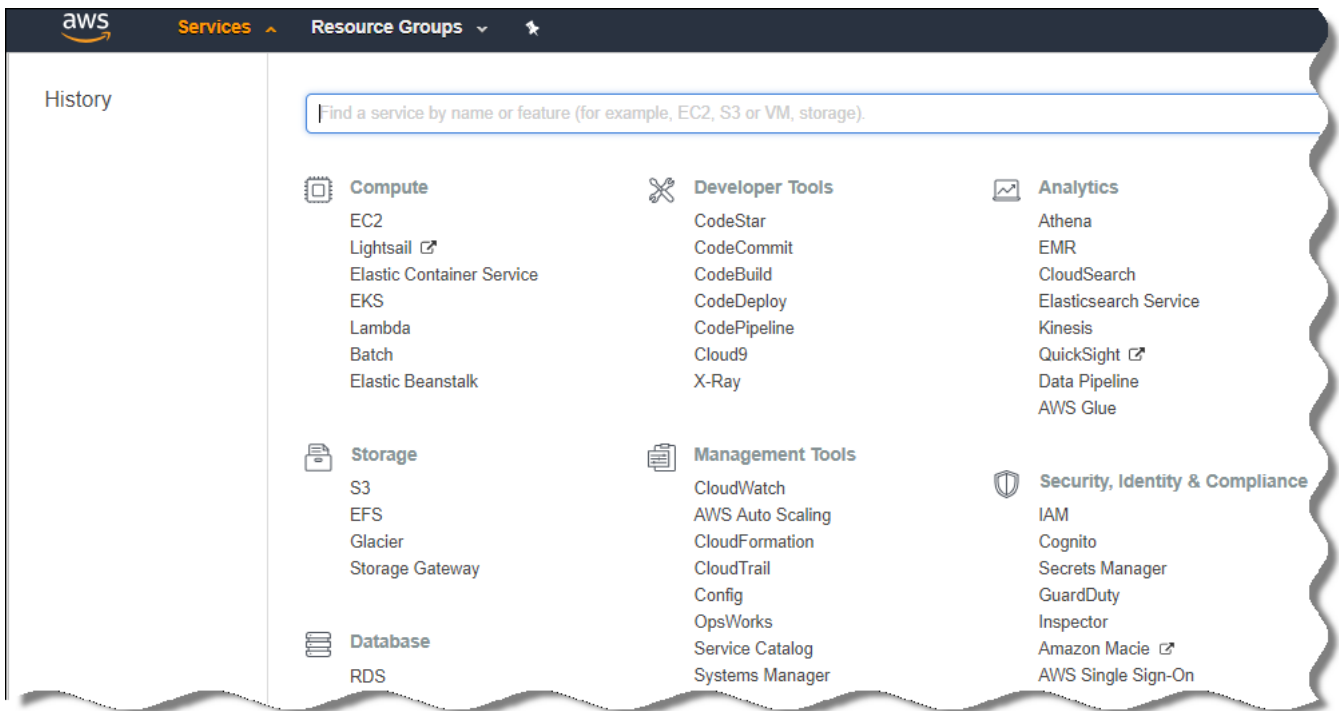 aws Services Resource Groups
History
Find a service by name or feature (for example, EC2, S3 or VM, storage).
Compute
EC2
Lightsail
Elastic Container Service
EKS
Lambda
Batch
Elastic Beanstalk
Storage
S3
EFS
Glacier
Storage Gateway
Database
RDS
Developer Tools
CodeStar
CodeCommit
CodeBuild
CodeDeploy
CodePipeline
Cloud9
X-Ray
Management Tools
CloudWatch
AWS Auto Scaling
CloudFormation
CloudTrail
Config
OpsWorks
Service Catalog
Systems Manager
Analytics
Athena
EMR
CloudSearch
Elasticsearch Service
Kinesis
QuickSight
Data Pipeline
AWS Glue
Security, Identity & Compliance
IAM
Cognito
Secrets Manager
GuardDuty
Inspector
Amazon Macie
AWS Single Sign-On